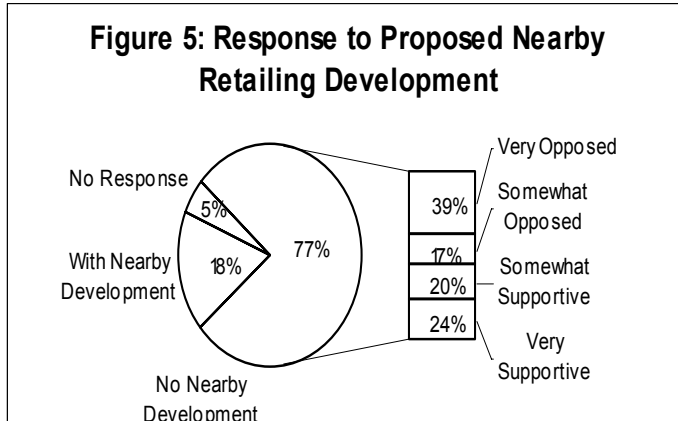 Figure 5: Response to Proposed Nearby
Retailing Development
No Response
5%
With Nearby
Development
18%
77%
No Nearby
Development
39%
17%
20%
24%
Very Opposed
Somewhat
Opposed
Somewhat
Supportive
Very
Supportive